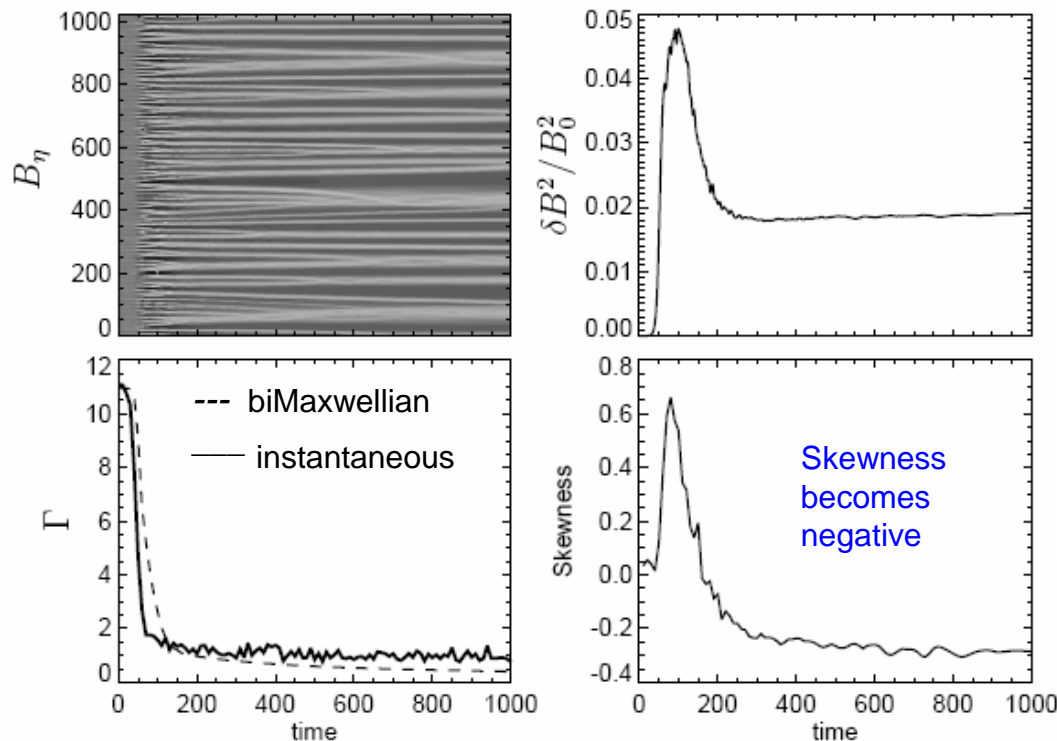 1000
800
600
400
200
0
B_η
0.05
0.04
0.03
0.02
0.01
0.00
δB²/B₀²
12
10
8
6
4
2
0
Γ
--- biMaxwellian
— instantaneous
0 200 400 600 800 1000
time
0.8
0.6
0.4
0.2
0.0
-0.2
-0.4
Skewness
Skewness
becomes
negative
0 200 400 600 800 1000
time